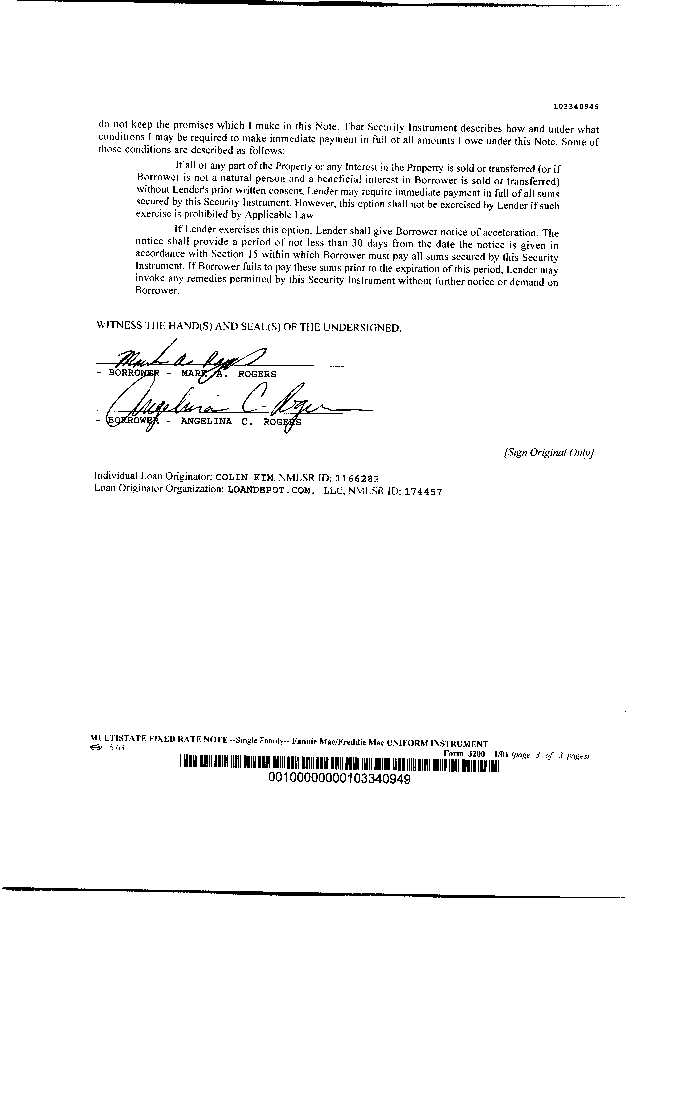 103340949
do not keep the promises which I make in this Note. That Security Instrument describes how and under what
conditions I may be required to make immediate payment in full of all amounts I owe under this Note. Some of
those conditions are described as follows:
If all or any part of the Property or any Interest in the Property is sold or transferred (or if
Borrower is not a natural person and a beneficial interest in Borrower is sold or transferred)
without Lender's prior written consent, Lender may require immediate payment in full of all sums
secured by this Security Instrument. However, this option shall not be exercised by Lender if such
exercise is prohibited by Applicable Law
If Lender exercises this option, Lender shall give Borrower notice of acceleration. The
notice shall provide a period of not less than 30 days from the date the notice is given in
accordance with Section 15 within which Borrower must pay all sums secured by this Security
Instrument. If Borrower fails to pay these sums prior to the expiration of this period, Lender may
invoke any remedies permitted by this Security Instrument without further notice or demand on
Borrower.
WITNESS THE HAND(S) AND SEAL(S) OF THE UNDERSIGNED.
Mark A. Rogers
- BORROWER - MARK A. ROGERS
Angelina C. Rogers
- BORROWER - ANGELINA C. ROGERS
[Sign Original Only]
Individual Loan Originator: COLIN KIM, NMLSR ID: 1166283
Loan Originator Organization: LOANDEPOT.COM, LLC, NMLSR ID: 174457
MULTISTATE FIXED RATE NOTE--Single Family-- Fannie Mae/Freddie Mac UNIFORM INSTRUMENT
Form 3200 1/01 (page 3 of 3 pages)
00100000000103340949